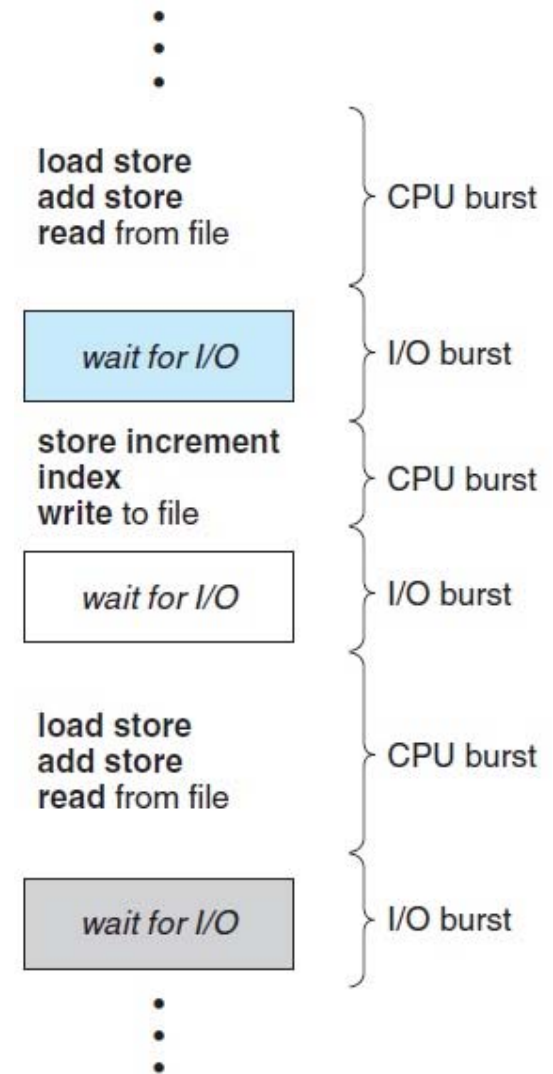 load store
add store
read from file
CPU burst
wait for I/O
I/O burst
store increment
index
write to file
CPU burst
wait for I/O
I/O burst
load store
add store
read from file
CPU burst
wait for I/O
I/O burst